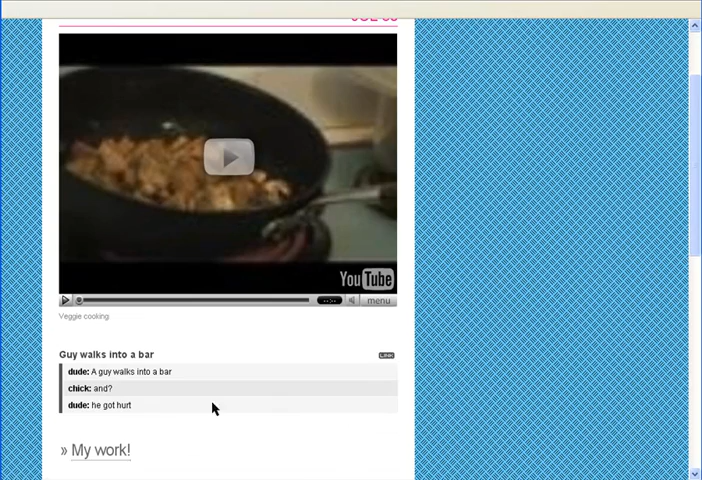 YouTube
--:--
menu
Veggie cooking
Guy walks into a bar
LINK
dude: A guy walks into a bar
chick: and?
dude: he got hurt
» My work!